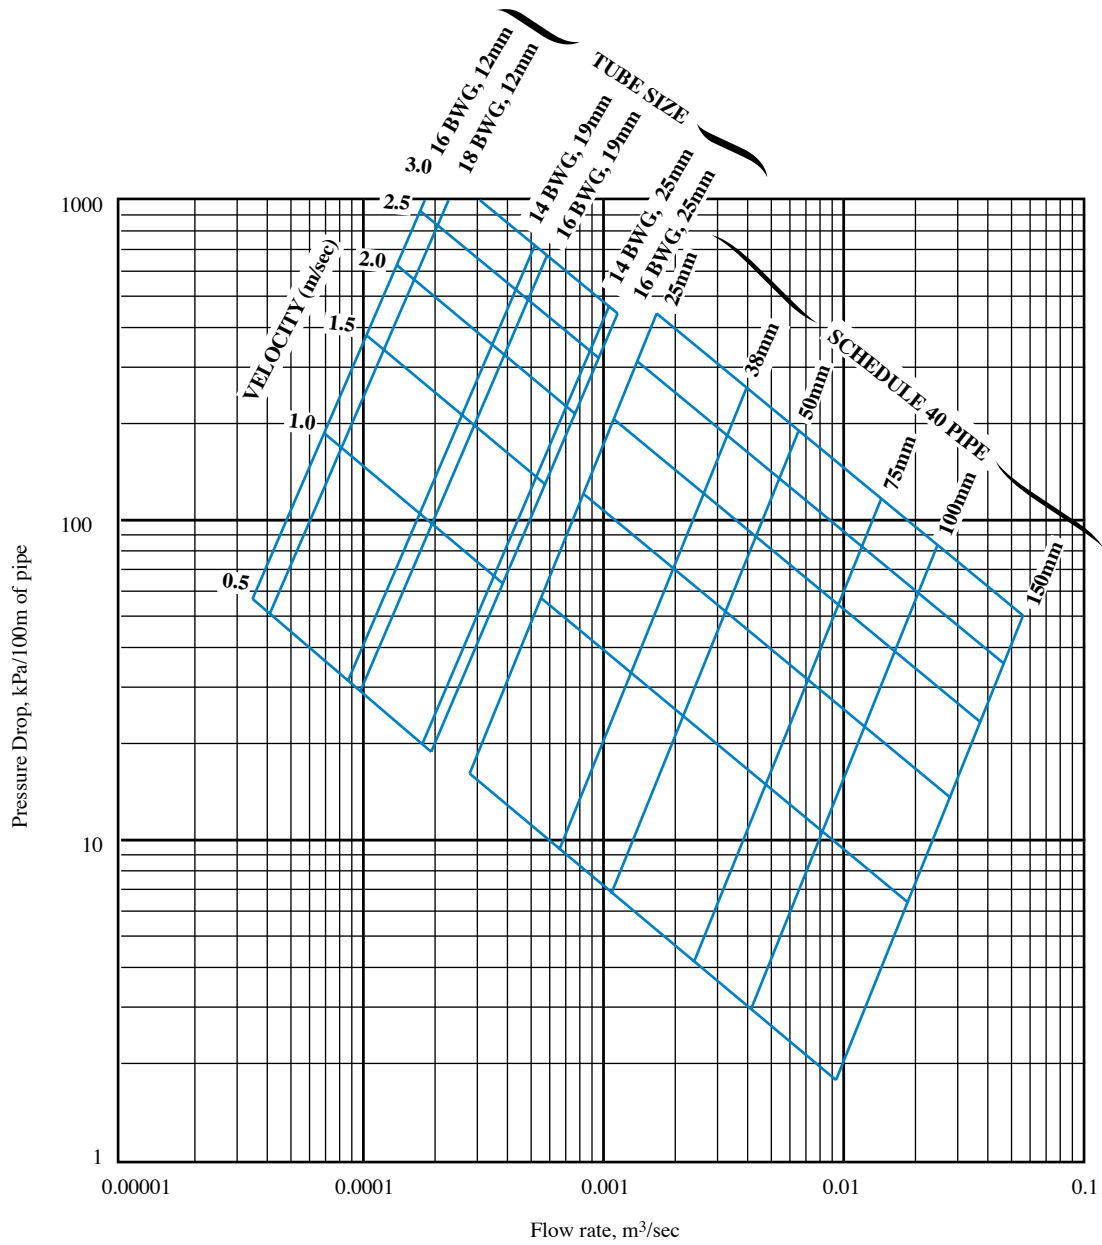 16 BWG, 12mm
18 BWG, 12mm
TUBE SIZE
14 BWG, 19mm
16 BWG, 19mm
14 BWG, 25mm
16 BWG, 25mm
25mm
38mm
50mm
SCHEDULE 40 PIPE
75mm
100mm
150mm
3.0
2.5
2.0
1.5
1.0
0.5
VELOCITY (m/sec)
1000
100
10
1
Pressure Drop, kPa/100m of pipe
0.00001
0.0001
0.001
0.01
0.1
Flow rate, m³/sec